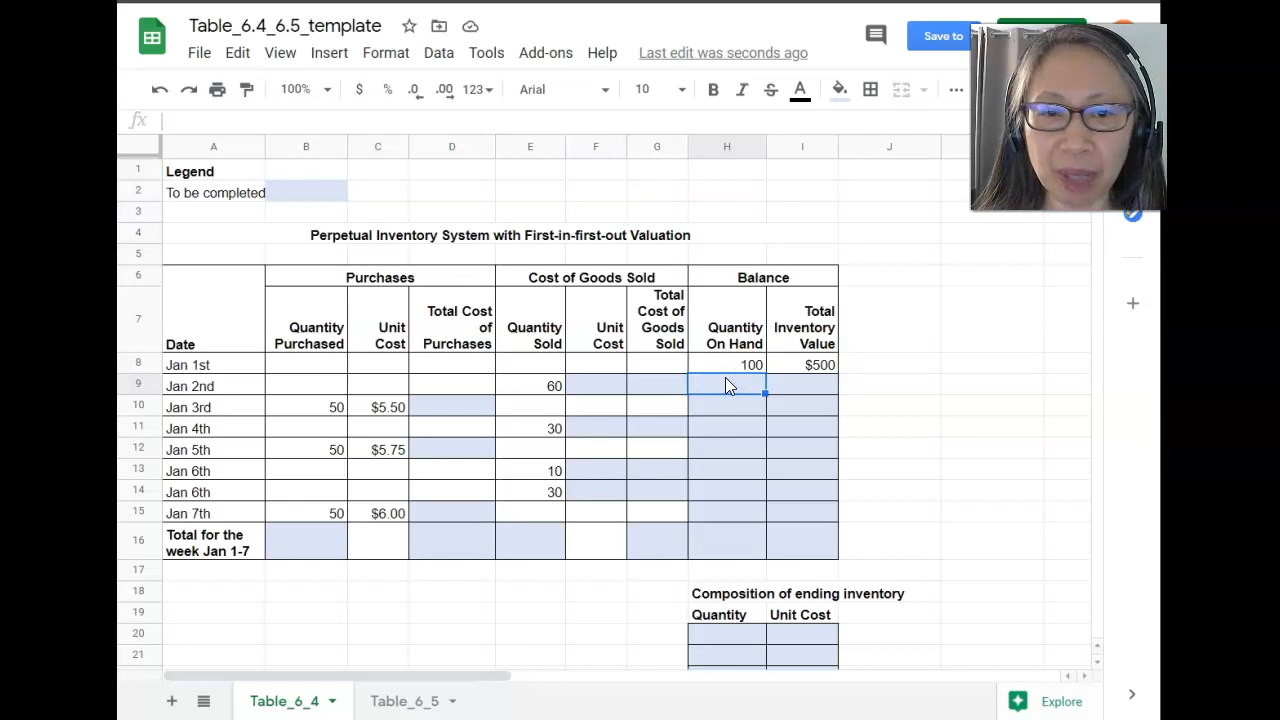 Table_6.4_6.5_template
File Edit View Insert Format Data Tools Add-ons Help Last edit was seconds ago
Save to
100% $ % .0 .00 123 Arial 10 B I S A
fx
A B C D E F G H I J
1 Legend
2 To be completed
3
4 Perpetual Inventory System with First-in-first-out Valuation
5
6 Purchases Cost of Goods Sold Balance
7 Date Quantity Purchased Unit Cost Total Cost of Purchases Quantity Sold Unit Cost Total Cost of Goods Sold Quantity On Hand Total Inventory Value
8 Jan 1st 100 $500
9 Jan 2nd 60
10 Jan 3rd 50 $5.50
11 Jan 4th 30
12 Jan 5th 50 $5.75
13 Jan 6th 10
14 Jan 6th 30
15 Jan 7th 50 $6.00
16 Total for the week Jan 1-7
17
18 Composition of ending inventory
19 Quantity Unit Cost
20
21
Table_6_4 Table_6_5 Explore